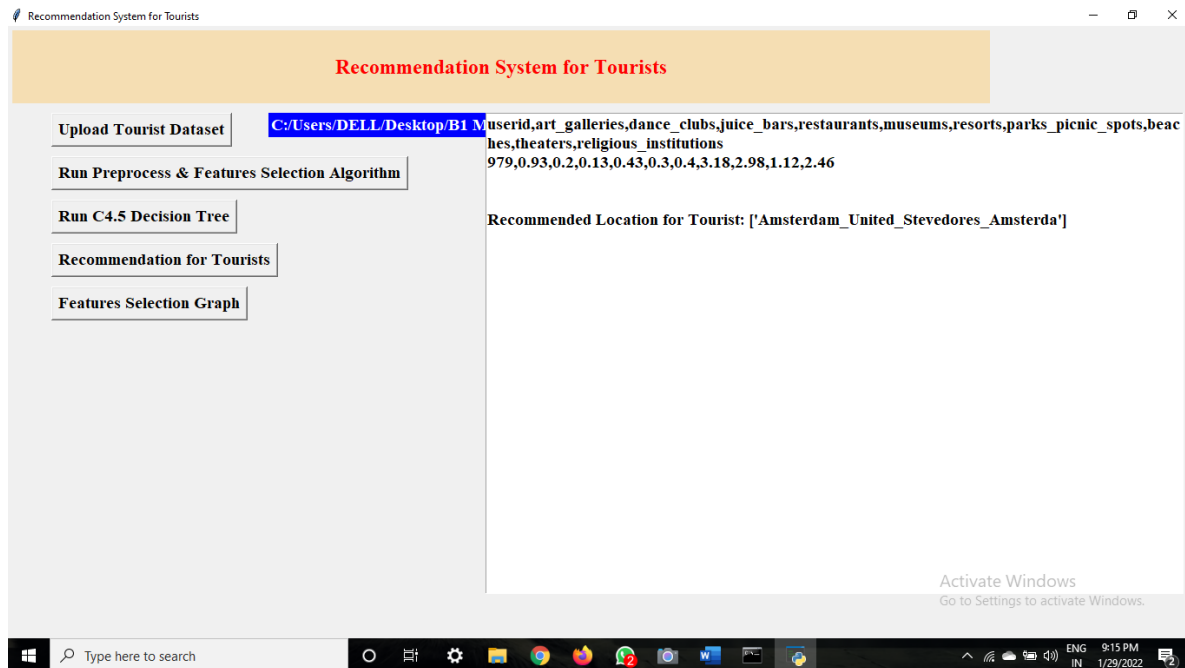 Recommendation System for Tourists
Recommendation System for Tourists
Upload Tourist Dataset
C:/Users/DELL/Desktop/B1 M
Run Preprocess & Features Selection Algorithm
Run C4.5 Decision Tree
Recommendation for Tourists
Features Selection Graph
userid,art_galleries,dance_clubs,juice_bars,restaurants,museums,resorts,parks_picnic_spots,beac
hes,theaters,religious_institutions
979,0.93,0.2,0.13,0.43,0.3,0.4,3.18,2.98,1.12,2.46
Recommended Location for Tourist: ['Amsterdam_United_Stevedores_Amsterda']
Activate Windows
Go to Settings to activate Windows.
Type here to search
2
W
ENG
IN
9:15 PM
1/29/2022
2